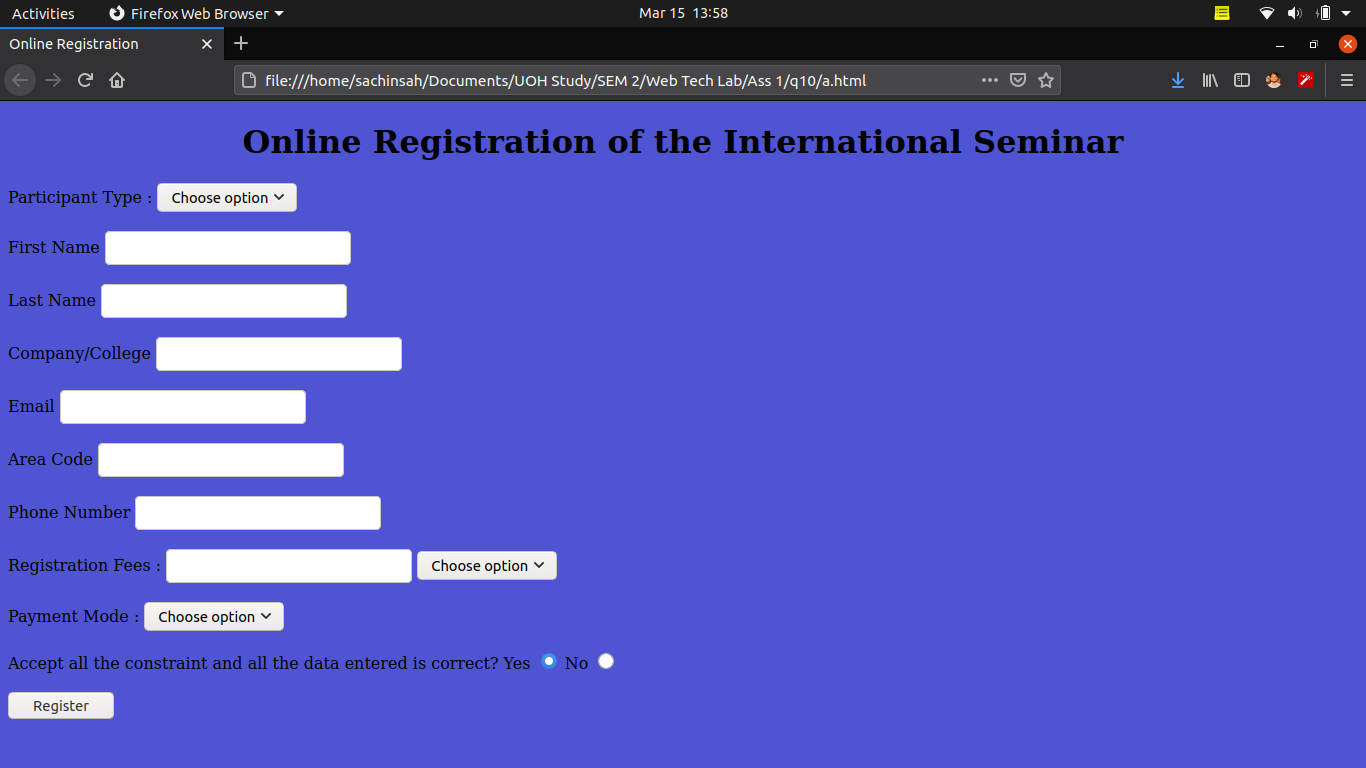 Activities Firefox Web Browser Mar 15 13:58
Online Registration
file:///home/sachinsah/Documents/UOH Study/SEM 2/Web Tech Lab/Ass 1/q10/a.html
Online Registration of the International Seminar
Participant Type : Choose option
First Name
Last Name
Company/College
Email
Area Code
Phone Number
Registration Fees : Choose option
Payment Mode : Choose option
Accept all the constraint and all the data entered is correct? Yes No
Register